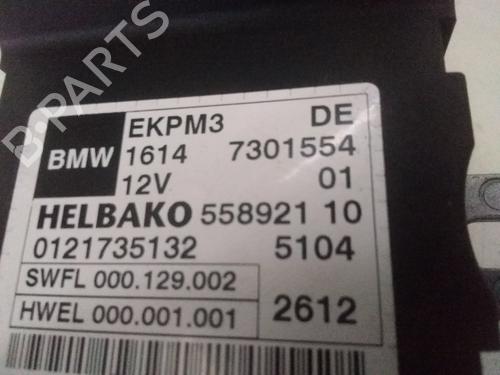 B-PARTS
EKPM3 DE
BMW 1614 7301554
12V 01
HELBAKO 558921 10
0121735132 5104
SWFL 000.129.002
HWEL 000.001.001 2612